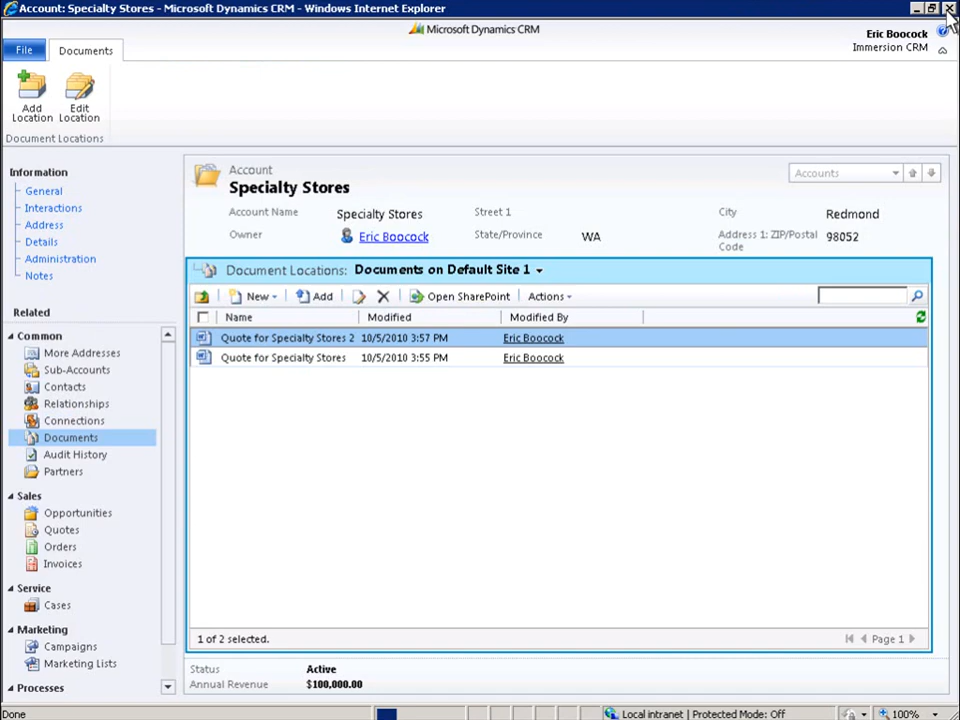 Account: Specialty Stores - Microsoft Dynamics CRM - Windows Internet Explorer
Microsoft Dynamics CRM
Eric Boocock
Immersion CRM
File
Documents
Add Location
Edit Location
Document Locations
Information
General
Interactions
Address
Details
Administration
Notes
Related
Common
More Addresses
Sub-Accounts
Contacts
Relationships
Connections
Documents
Audit History
Partners
Sales
Opportunities
Quotes
Orders
Invoices
Service
Cases
Marketing
Campaigns
Marketing Lists
Processes
Account
Specialty Stores
Accounts
Account Name Specialty Stores Street 1 City Redmond
Owner Eric Boocock State/Province WA Address 1: ZIP/Postal Code 98052
Document Locations: Documents on Default Site 1
New Add Open SharePoint Actions
Name Modified Modified By
Quote for Specialty Stores 2 10/5/2010 3:57 PM Eric Boocock
Quote for Specialty Stores 10/5/2010 3:55 PM Eric Boocock
1 of 2 selected.
Page 1
Status Active
Annual Revenue $100,000.00
Done
Local intranet | Protected Mode: Off
100%